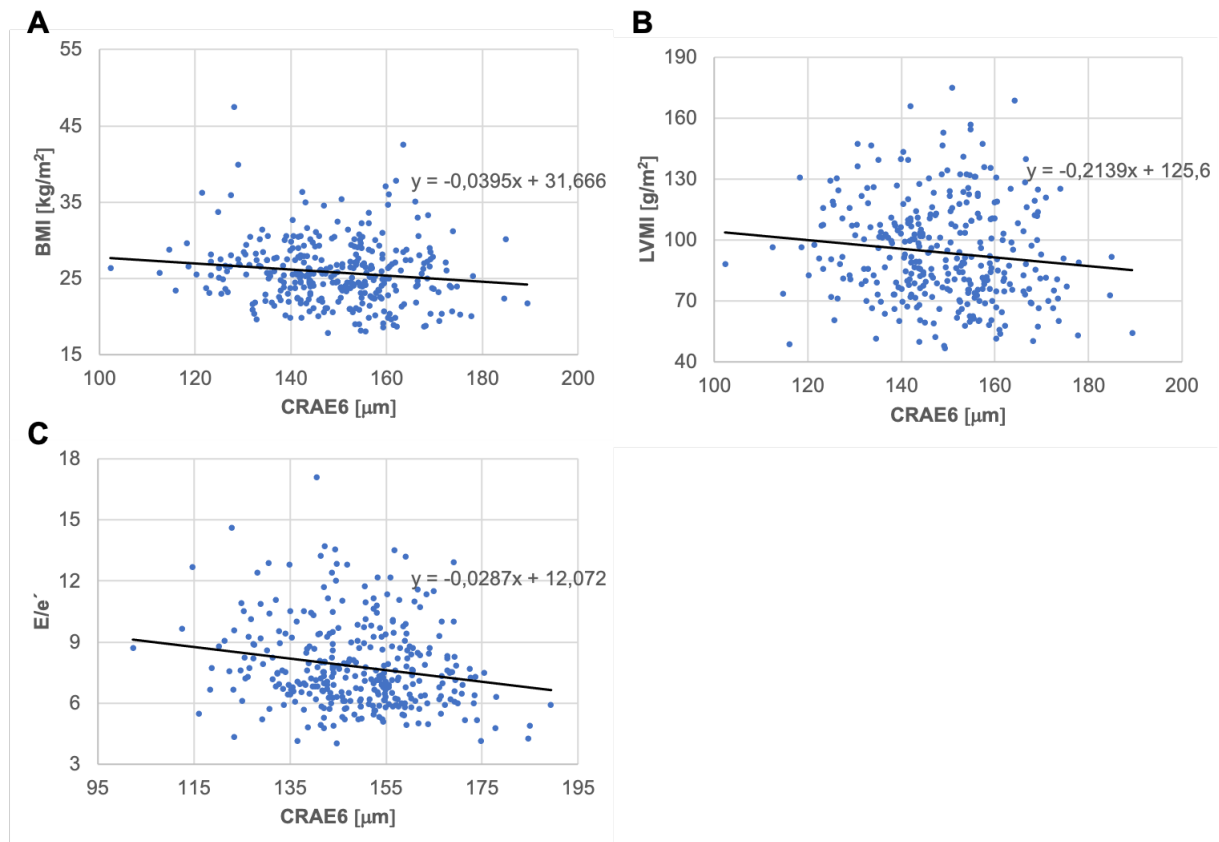 A
55
45
35
25
15
BMI [kg/m²]
y = -0,0395x + 31,666
100 120 140 160 180 200
CRAE6 [μm]
B
190
160
130
100
70
40
LVMI [g/m²]
y = -0,2139x + 125,6
100 120 140 160 180 200
CRAE6 [μm]
C
18
15
12
9
6
3
E/e´
y = -0,0287x + 12,072
95 115 135 155 175 195
CRAE6 [μm]